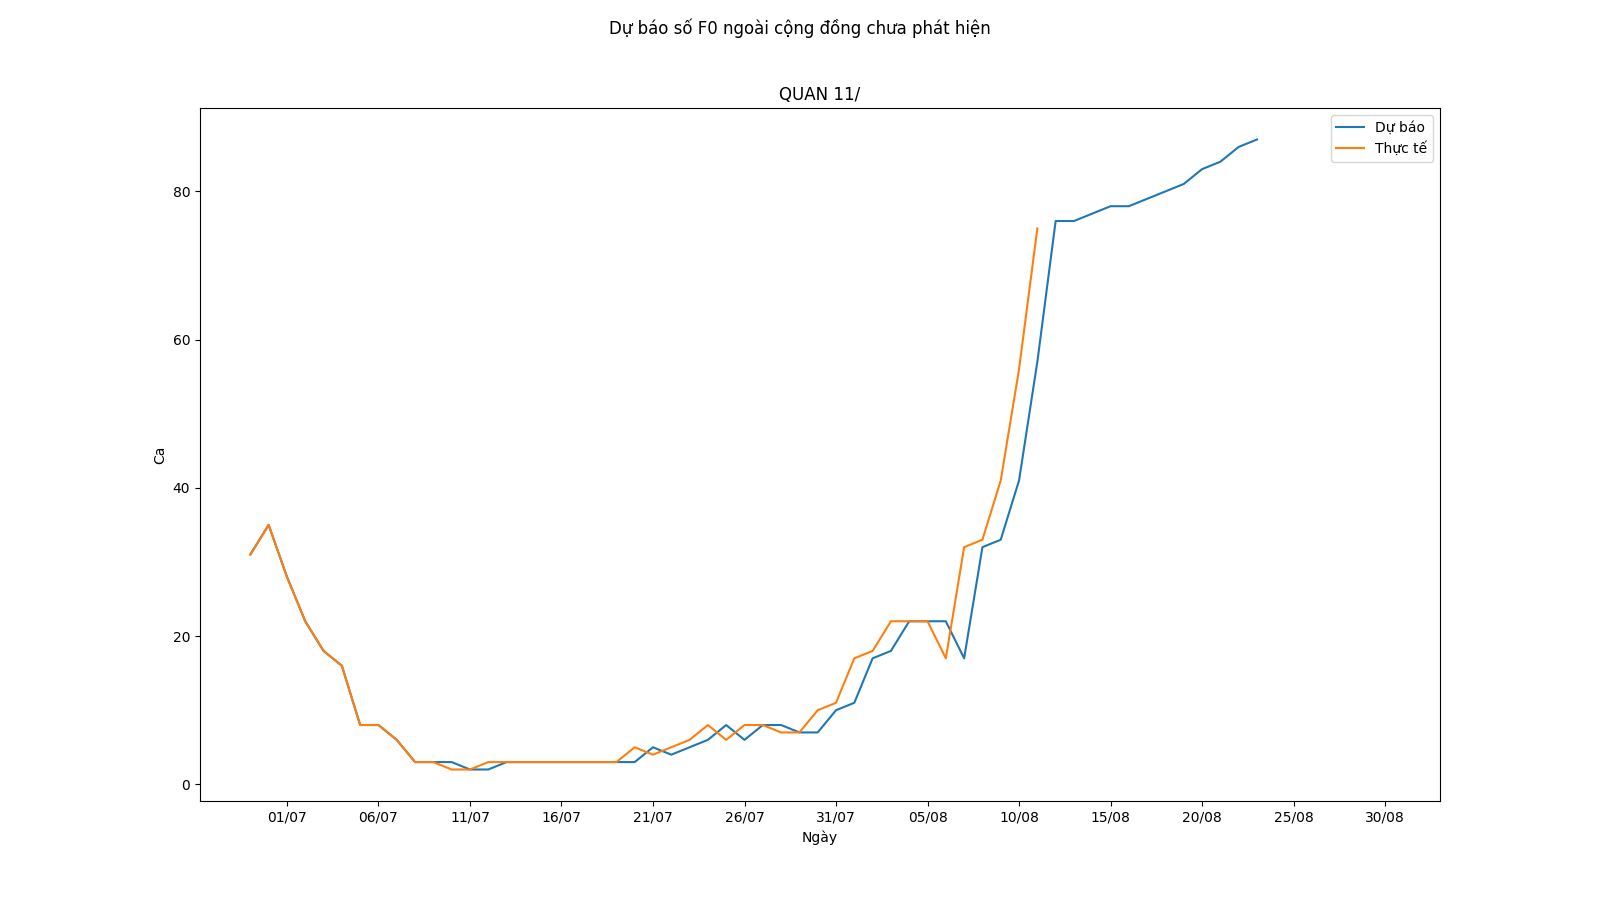 Dự báo số F0 ngoài cộng đồng chưa phát hiện
QUAN 11/
Dự báo
Thực tế
80
60
40
20
0
Ca
01/07 06/07 11/07 16/07 21/07 26/07 31/07 05/08 10/08 15/08 20/08 25/08 30/08
Ngày